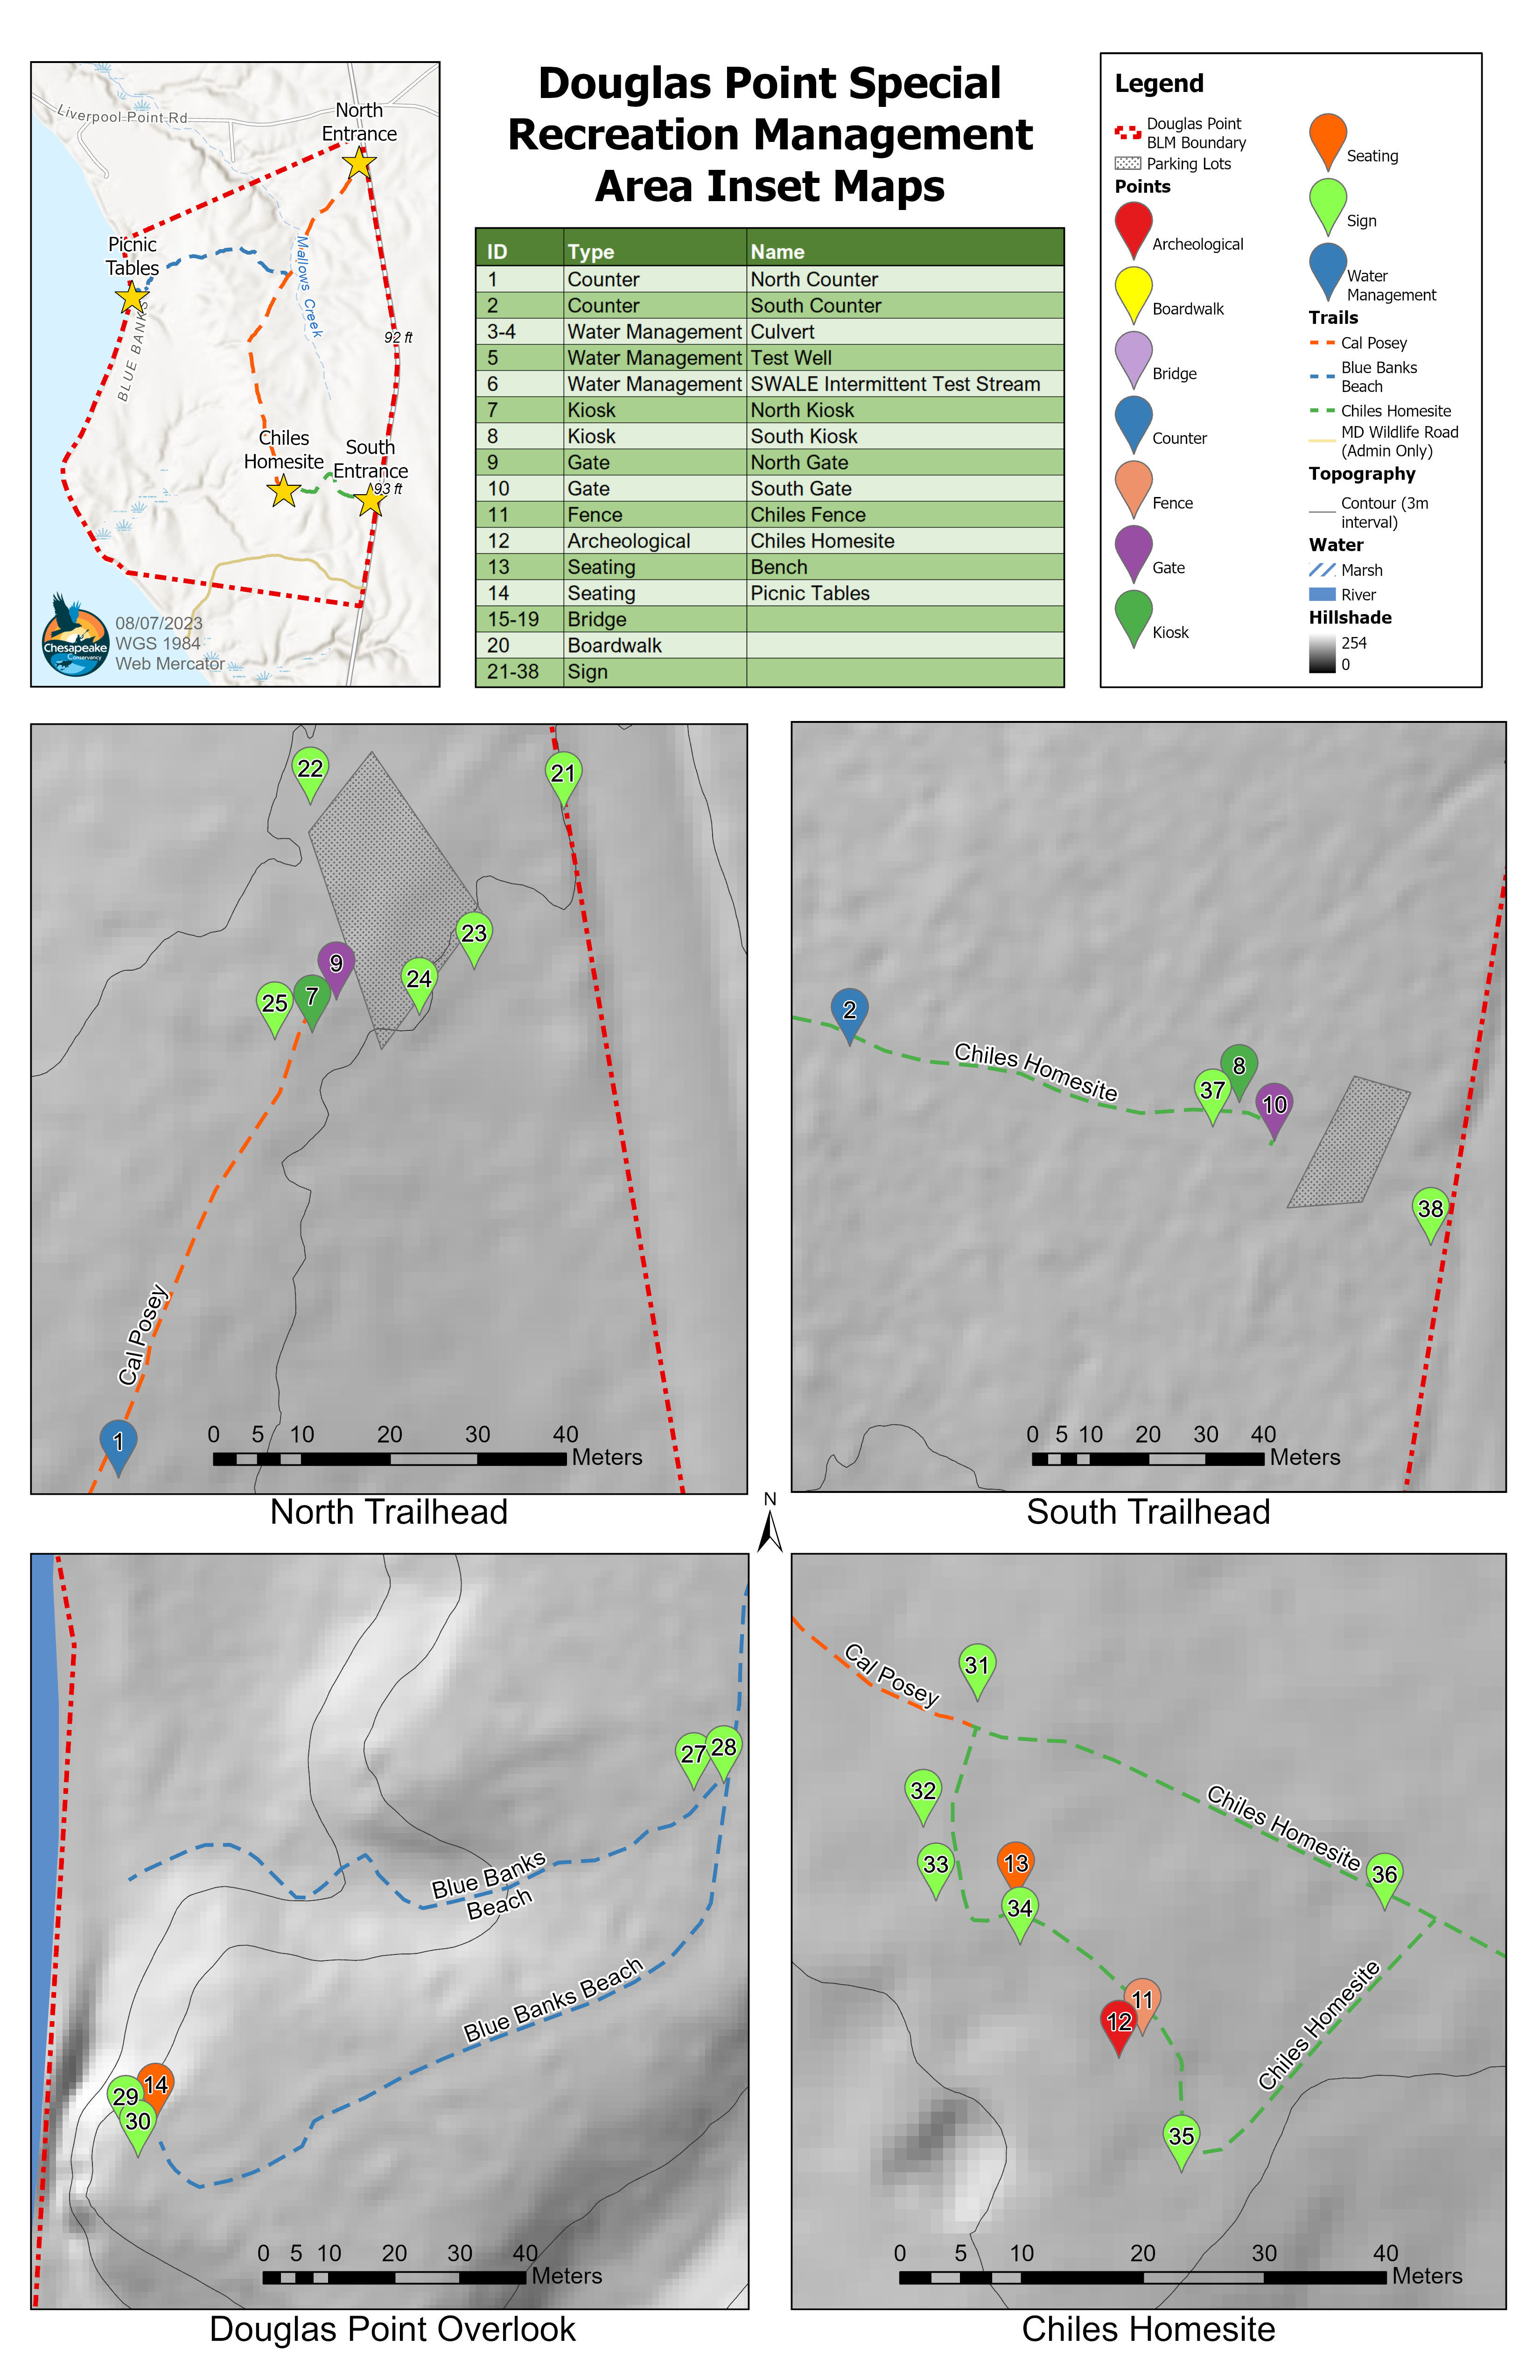 Douglas Point Special
Recreation Management
Area Inset Maps
Liverpool Point Rd
North
Entrance
Picnic
Tables
Mallows Creek
BLUE BANKS
92 ft
Chiles
Homesite
South
Entrance
93 ft
Chesapeake
Conservancy
08/07/2023
WGS 1984
Web Mercator
ID Type Name
1 Counter North Counter
2 Counter South Counter
3-4 Water Management Culvert
5 Water Management Test Well
6 Water Management SWALE Intermittent Test Stream
7 Kiosk North Kiosk
8 Kiosk South Kiosk
9 Gate North Gate
10 Gate South Gate
11 Fence Chiles Fence
12 Archeological Chiles Homesite
13 Seating Bench
14 Seating Picnic Tables
15-19 Bridge
20 Boardwalk
21-38 Sign
Legend
Douglas Point
BLM Boundary
Parking Lots
Points
Archeological
Boardwalk
Bridge
Counter
Fence
Gate
Kiosk
Seating
Sign
Water
Management
Trails
Cal Posey
Blue Banks
Beach
Chiles Homesite
MD Wildlife Road
(Admin Only)
Topography
Contour (3m
interval)
Water
Marsh
River
Hillshade
254
0
22
21
23
9
24
25
7
Cal Posey
1
0 5 10 20 30 40
Meters
North Trailhead
2
Chiles Homesite
8
37
10
38
0 5 10 20 30 40
Meters
South Trailhead
N
27
28
Blue Banks
Beach
Blue Banks Beach
14
29
30
0 5 10 20 30 40
Meters
Douglas Point Overlook
Cal Posey
31
32
Chiles Homesite
33
13
36
34
11
12
Chiles Homesite
35
0 5 10 20 30 40
Meters
Chiles Homesite